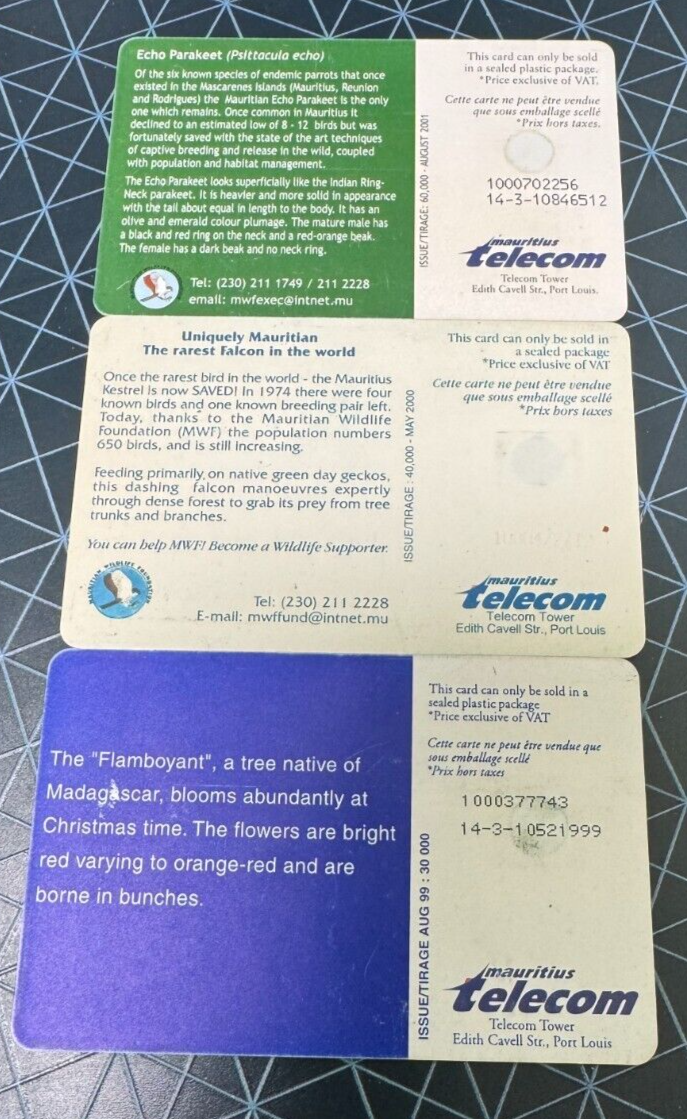 Echo Parakeet (Psittacula echo)
Of the six known species of endemic parrots that once
existed in the Mascarenes Islands (Mauritius, Reunion
and Rodrigues) the Mauritian Echo Parakeet is the only
one which remains. Once common in Mauritius it
declined to an estimated low of 8 - 12 birds but was
fortunately saved with the state of the art techniques
of captive breeding and release in the wild, coupled
with population and habitat management.
The Echo Parakeet looks superficially like the Indian Ring-
Neck parakeet. It is heavier and more solid in appearance
with the tail about equal in length to the body. It has an
olive and emerald colour plumage. The mature male has
a black and red ring on the neck and a red-orange beak.
The female has a dark beak and no neck ring.
Tel: (230) 211 1749 / 211 2228
email: mwfexec@intnet.mu
ISSUE/TIRAGE: 60,000 - AUGUST 2001
This card can only be sold
in a sealed plastic package.
*Price exclusive of VAT.
Cette carte ne peut être vendue
que sous emballage scellé
*Prix hors taxes.
1000702256
14-3-10846512
mauritius
telecom
Telecom Tower
Edith Cavell Str., Port Louis.
Uniquely Mauritian
The rarest Falcon in the world
Once the rarest bird in the world - the Mauritius
Kestrel is now SAVED! In 1974 there were four
known birds and one known breeding pair left.
Today, thanks to the Mauritian Wildlife
Foundation (MWF) the population numbers
650 birds, and is still increasing.
Feeding primarily on native green day geckos,
this dashing falcon manoeuvres expertly
through dense forest to grab its prey from tree
trunks and branches.
You can help MWF! Become a Wildlife Supporter.
MAURITIAN WILDLIFE FOUNDATION
Tel: (230) 211 2228
E-mail: mwffund@intnet.mu
ISSUE/TIRAGE : 40,000 - MAY 2000
This card can only be sold in
a sealed package
*Price exclusive of VAT
Cette carte ne peut être vendue
que sous emballage scellé
*Prix hors taxes
mauritius
telecom
Telecom Tower
Edith Cavell Str., Port Louis
The "Flamboyant", a tree native of
Madagascar, blooms abundantly at
Christmas time. The flowers are bright
red varying to orange-red and are
borne in bunches.
ISSUE/TIRAGE AUG 99 : 30 000
This card can only be sold in a
sealed plastic package
*Price exclusive of VAT
Cette carte ne peut être vendue que
sous emballage scellé
*Prix hors taxes
1000377743
14-3-10521999
mauritius
telecom
Telecom Tower
Edith Cavell Str., Port Louis